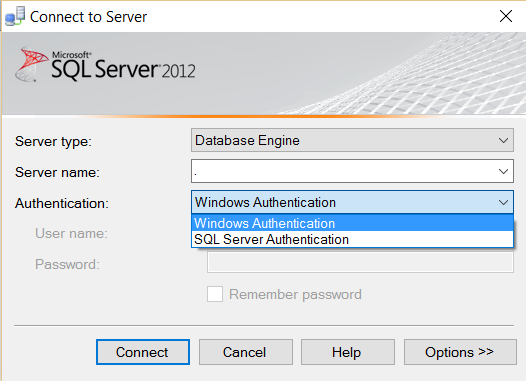 Connect to Server
Microsoft®
SQL Server® 2012
Server type: Database Engine
Server name: .
Authentication: Windows Authentication
Windows Authentication
SQL Server Authentication
User name:
Password:
Remember password
Connect Cancel Help Options >>